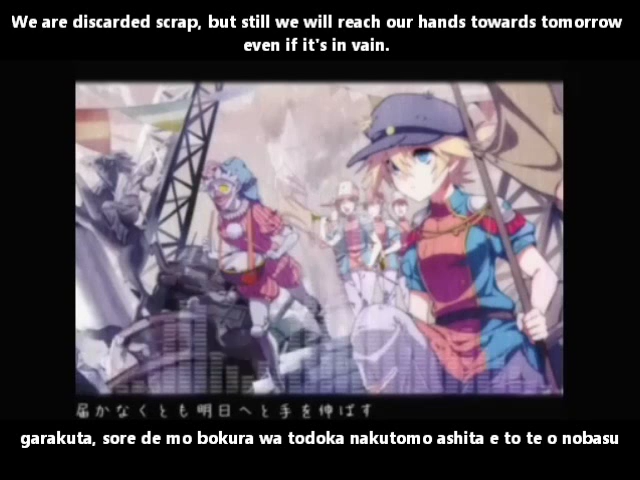 We are discarded scrap, but still we will reach our hands towards tomorrow
even if it's in vain.
届かなくとも明日へと手を伸ばす
garakuta, sore de mo bokura wa todoka nakutomo ashita e to te o nobasu